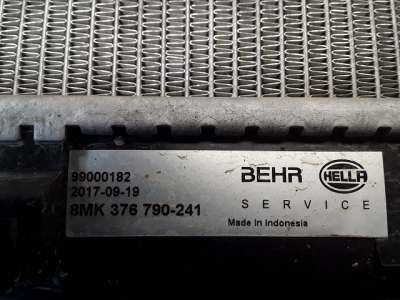 99000182
2017-09-19
8MK 376 790-241
BEHR HELLA
SERVICE
Made in Indonesia